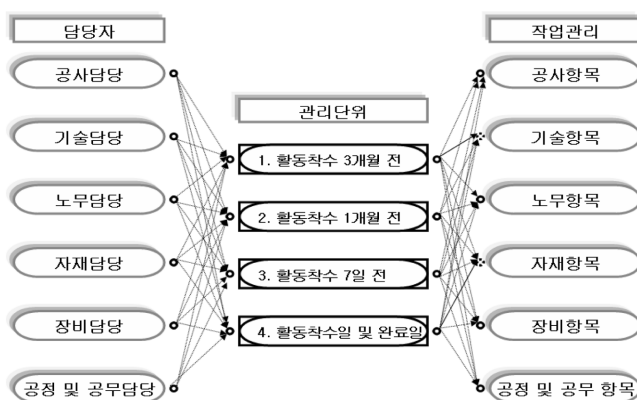 담당자
공사담당
기술담당
노무담당
자재담당
장비담당
공정 및 공무담당
관리단위
1. 활동착수 3개월 전
2. 활동착수 1개월 전
3. 활동착수 7일 전
4. 활동착수일 및 완료일
작업관리
공사항목
기술항목
노무항목
자재항목
장비항목
공정 및 공무 항목